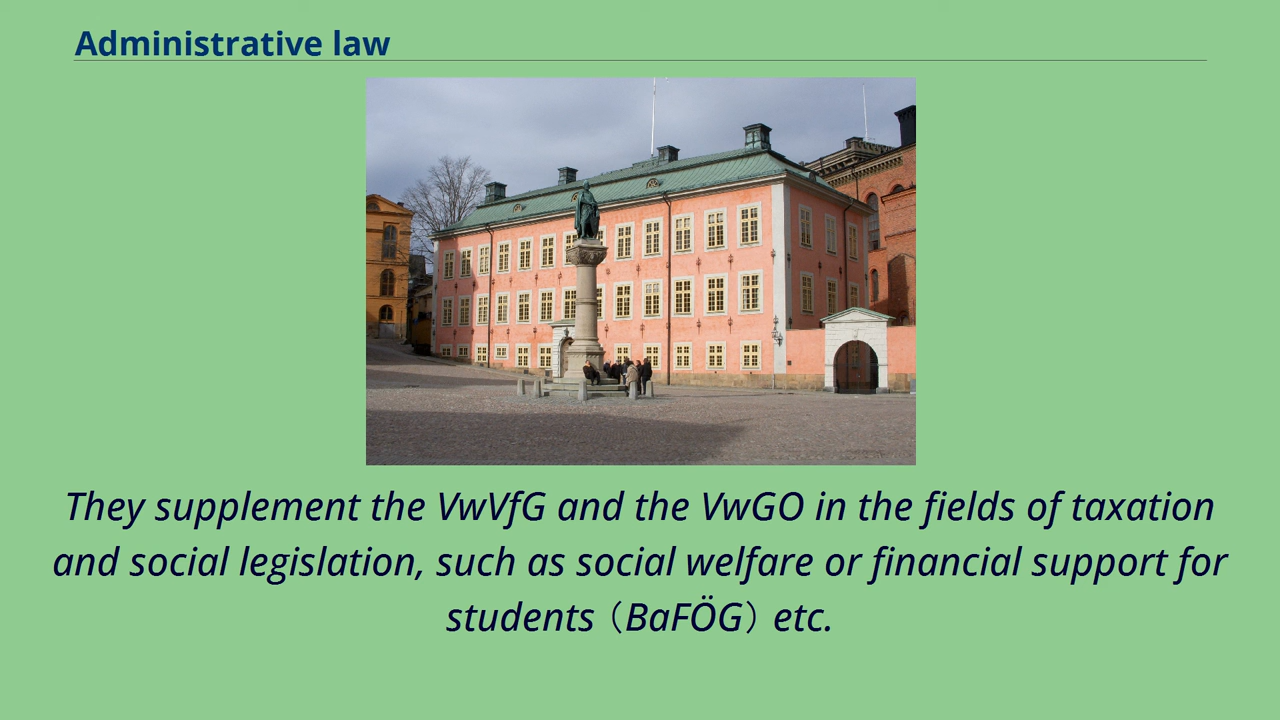 Administrative law
They supplement the VwVfG and the VwGO in the fields of taxation
and social legislation, such as social welfare or financial support for
students（BaFÖG）etc.